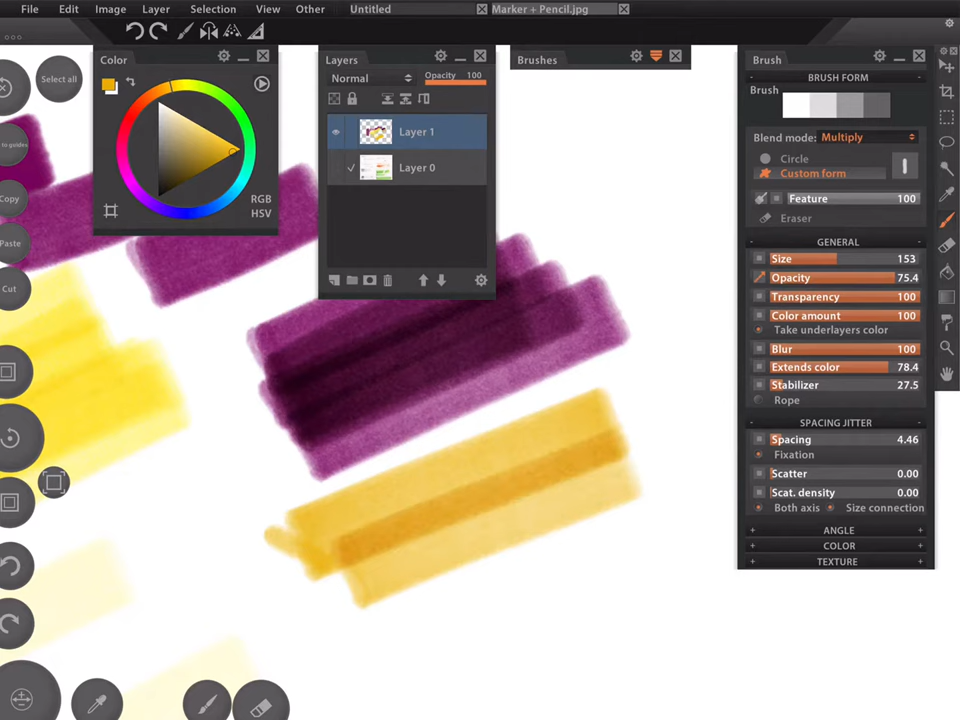 File Edit Image Layer Selection View Other Untitled Marker + Pencil.jpg
Select all
to guides
Copy
Paste
Cut
Color
RGB
HSV
Layers
Normal Opacity 100
Layer 1
Layer 0
Brushes
Brush
BRUSH FORM
Brush
Blend mode: Multiply
Circle
Custom form
Feature 100
Eraser
GENERAL
Size 153
Opacity 75.4
Transparency 100
Color amount 100
Take underlayers color
Blur 100
Extends color 78.4
Stabilizer 27.5
Rope
SPACING JITTER
Spacing 4.46
Fixation
Scatter 0.00
Scat. density 0.00
Both axis Size connection
ANGLE
COLOR
TEXTURE